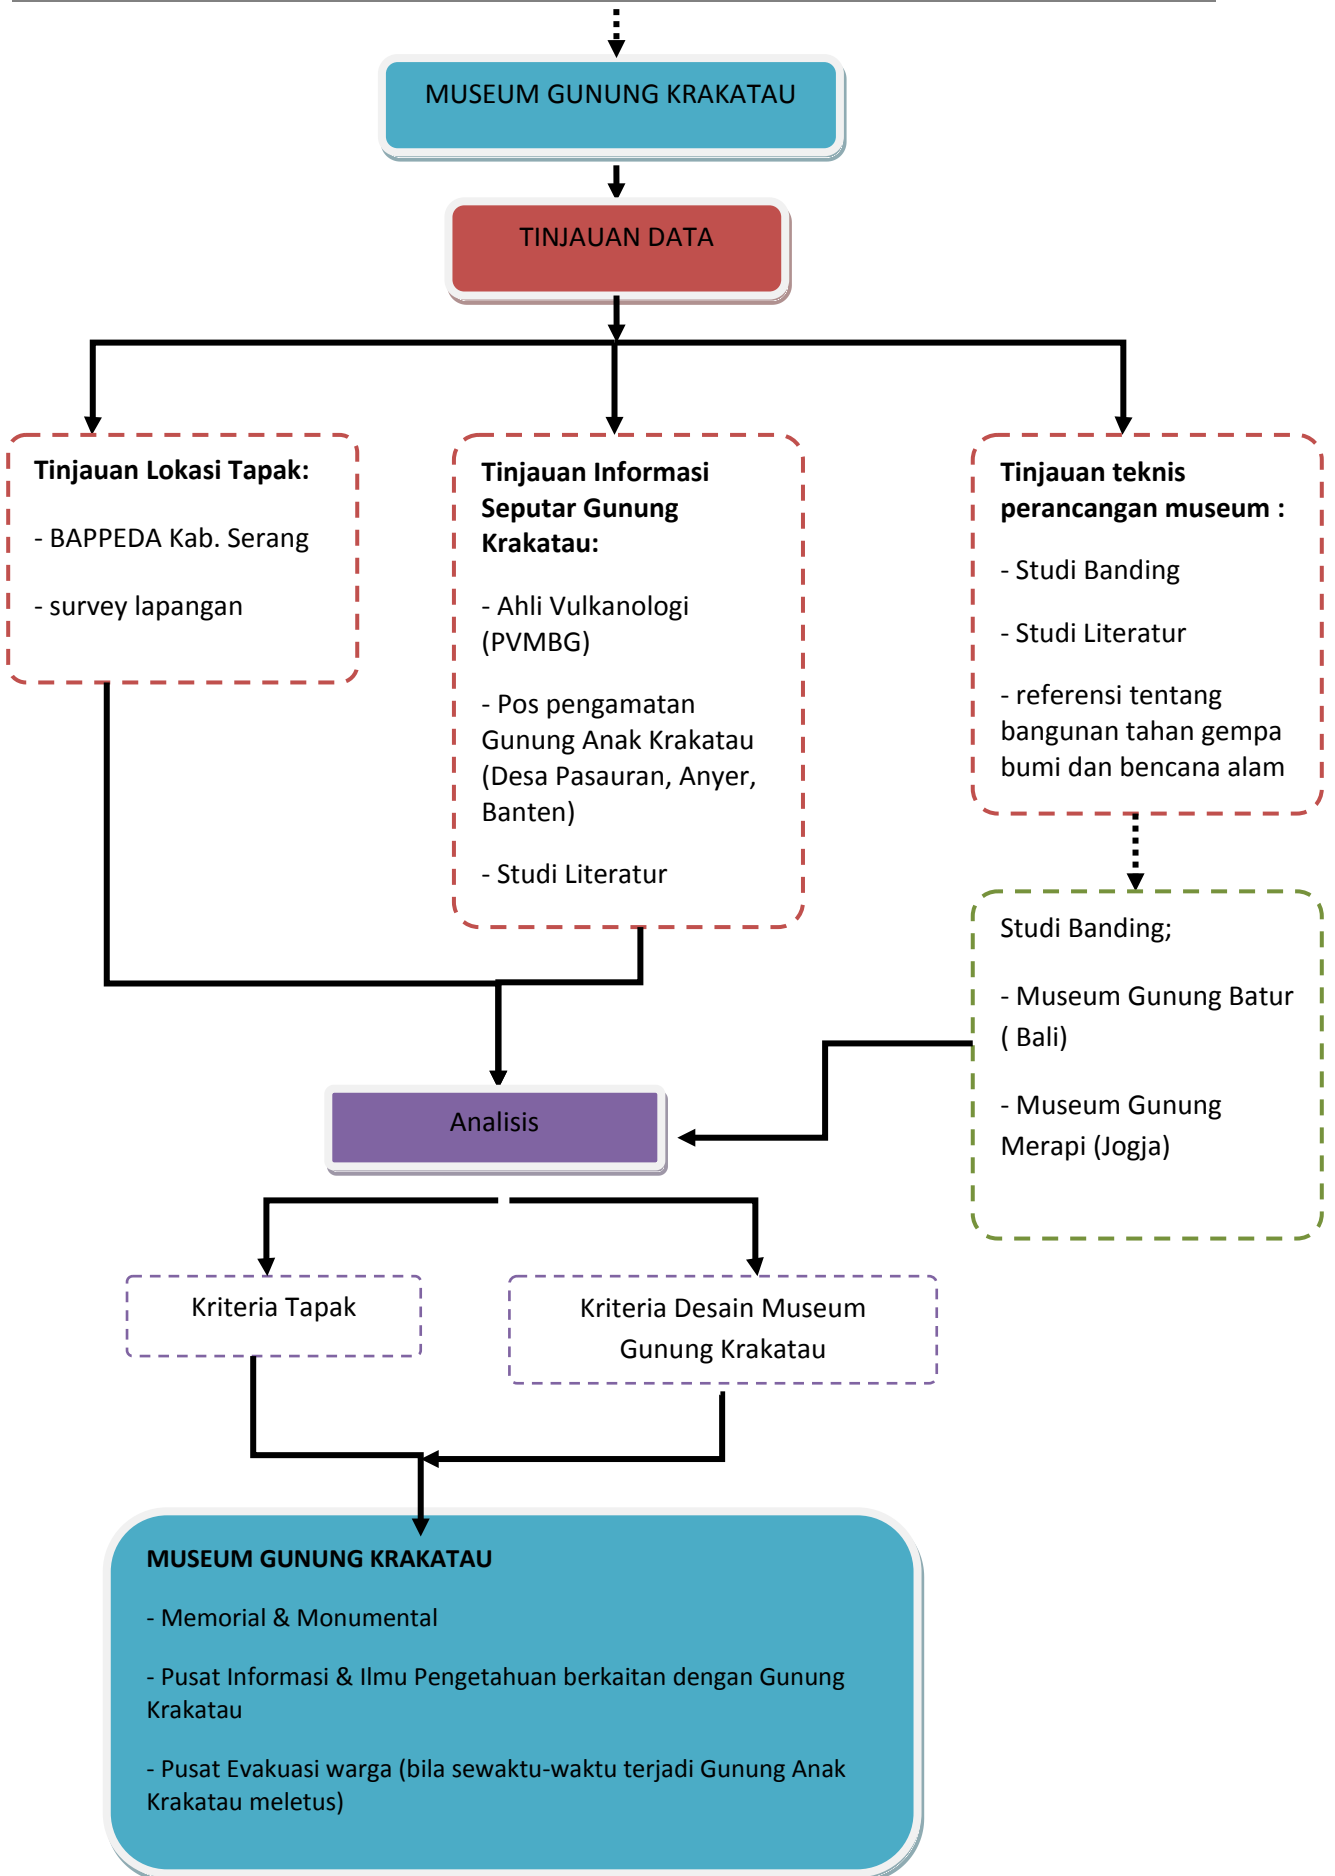 MUSEUM GUNUNG KRAKATAU
TINJAUAN DATA
Tinjauan Lokasi Tapak:
- BAPPEDA Kab. Serang
- survey lapangan
Tinjauan Informasi
Seputar Gunung
Krakatau:
- Ahli Vulkanologi
(PVMBG)
- Pos pengamatan
Gunung Anak Krakatau
(Desa Pasauran, Anyer,
Banten)
- Studi Literatur
Tinjauan teknis
perancangan museum :
- Studi Banding
- Studi Literatur
- referensi tentang
bangunan tahan gempa
bumi dan bencana alam
Studi Banding;
- Museum Gunung Batur
( Bali)
- Museum Gunung
Merapi (Jogja)
Analisis
Kriteria Tapak
Kriteria Desain Museum
Gunung Krakatau
MUSEUM GUNUNG KRAKATAU
- Memorial & Monumental
- Pusat Informasi & Ilmu Pengetahuan berkaitan dengan Gunung
Krakatau
- Pusat Evakuasi warga (bila sewaktu-waktu terjadi Gunung Anak
Krakatau meletus)